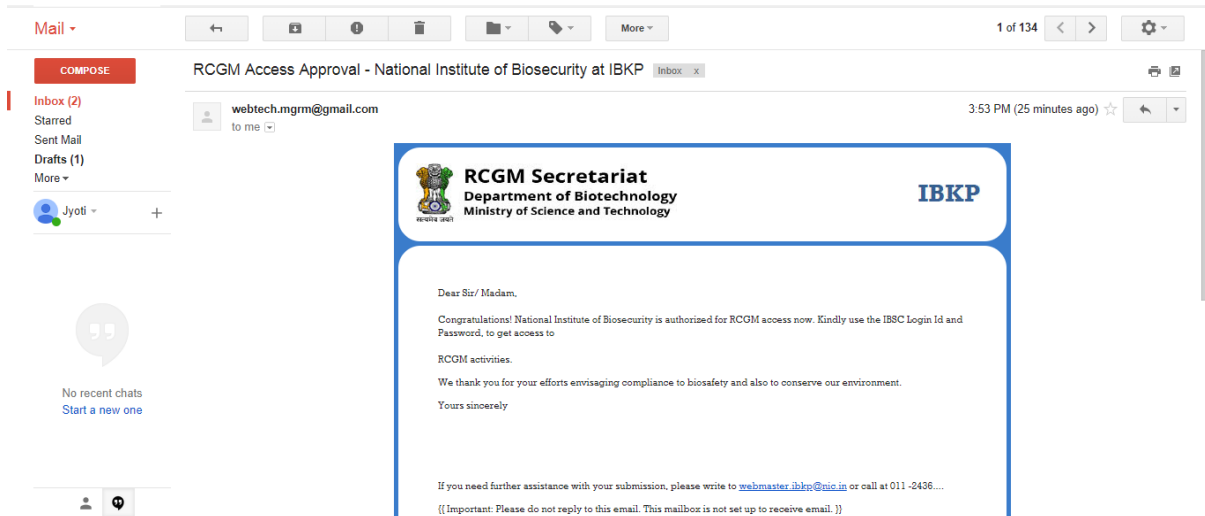 Mail
More
1 of 134
COMPOSE
RCGM Access Approval - National Institute of Biosecurity at IBKP
Inbox x
Inbox (2)
Starred
Sent Mail
Drafts (1)
More
Jyoti
No recent chats
Start a new one
webtech.mgrm@gmail.com
3:53 PM (25 minutes ago)
to me
सत्यमेव जयते
RCGM Secretariat
Department of Biotechnology
Ministry of Science and Technology
IBKP
Dear Sir/ Madam,
Congratulations! National Institute of Biosecurity is authorized for RCGM access now. Kindly use the IBSC Login Id and
Password, to get access to
RCGM activities.
We thank you for your efforts envisaging compliance to biosafety and also to conserve our environment.
Yours sincerely
If you need further assistance with your submission, please write to webmaster.ibkp@nic.in or call at 011 -2436....
{{ Important: Please do not reply to this email. This mailbox is not set up to receive email. }}